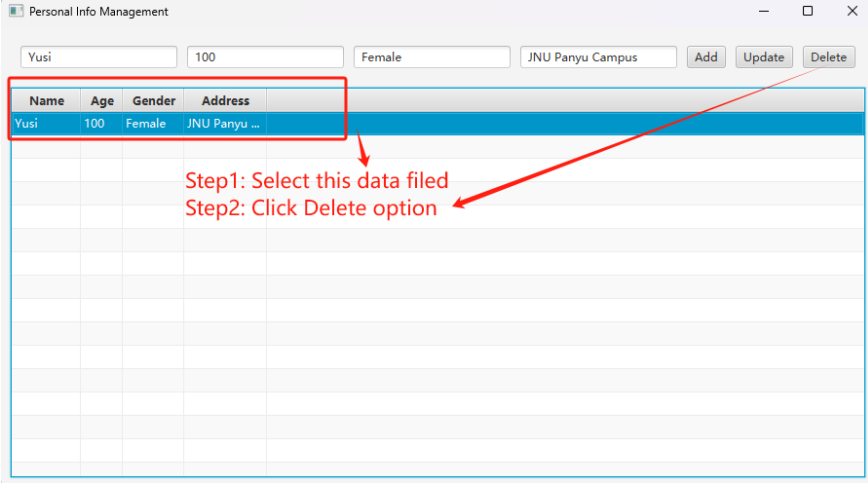 Personal Info Management
Yusi 100 Female JNU Panyu Campus Add Update Delete
Name Age Gender Address
Yusi 100 Female JNU Panyu ...
Step1: Select this data filed
Step2: Click Delete option